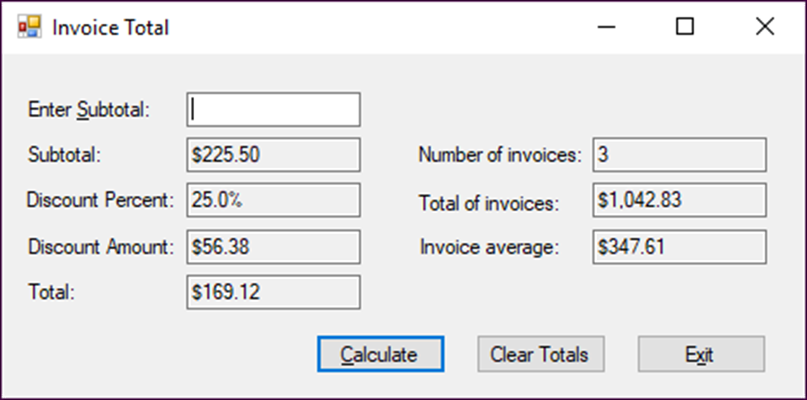 Invoice Total
Enter Subtotal:
Subtotal: $225.50 Number of invoices: 3
Discount Percent: 25.0% Total of invoices: $1,042.83
Discount Amount: $56.38 Invoice average: $347.61
Total: $169.12
Calculate Clear Totals Exit